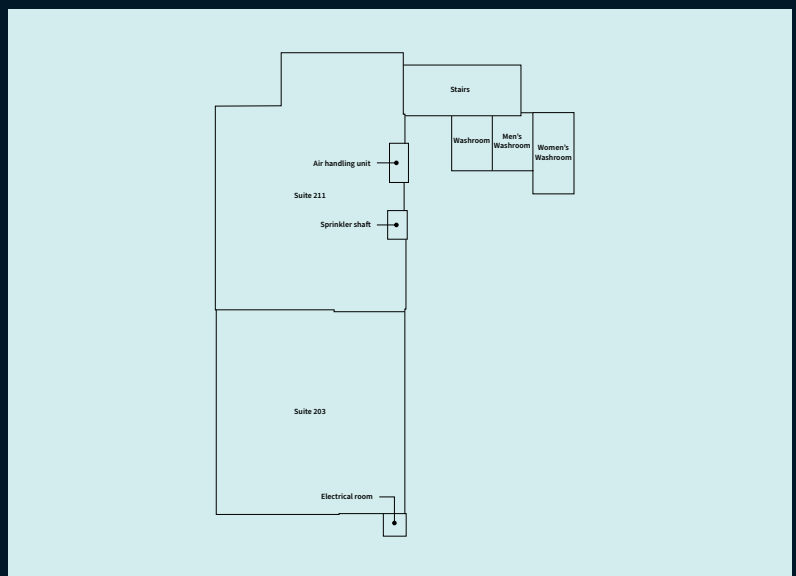 Stairs
Washroom
Men's
Washroom
Women's
Washroom
Air handling unit
Suite 211
Sprinkler shaft
Suite 203
Electrical room